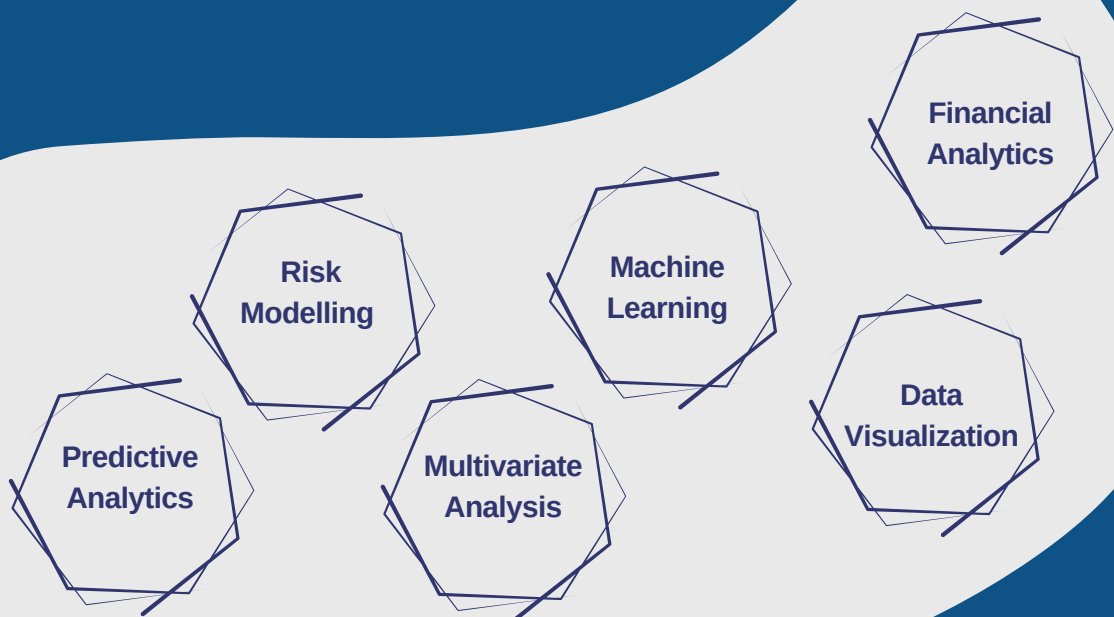 Financial
Analytics
Risk
Modelling
Machine
Learning
Data
Visualization
Predictive
Analytics
Multivariate
Analysis